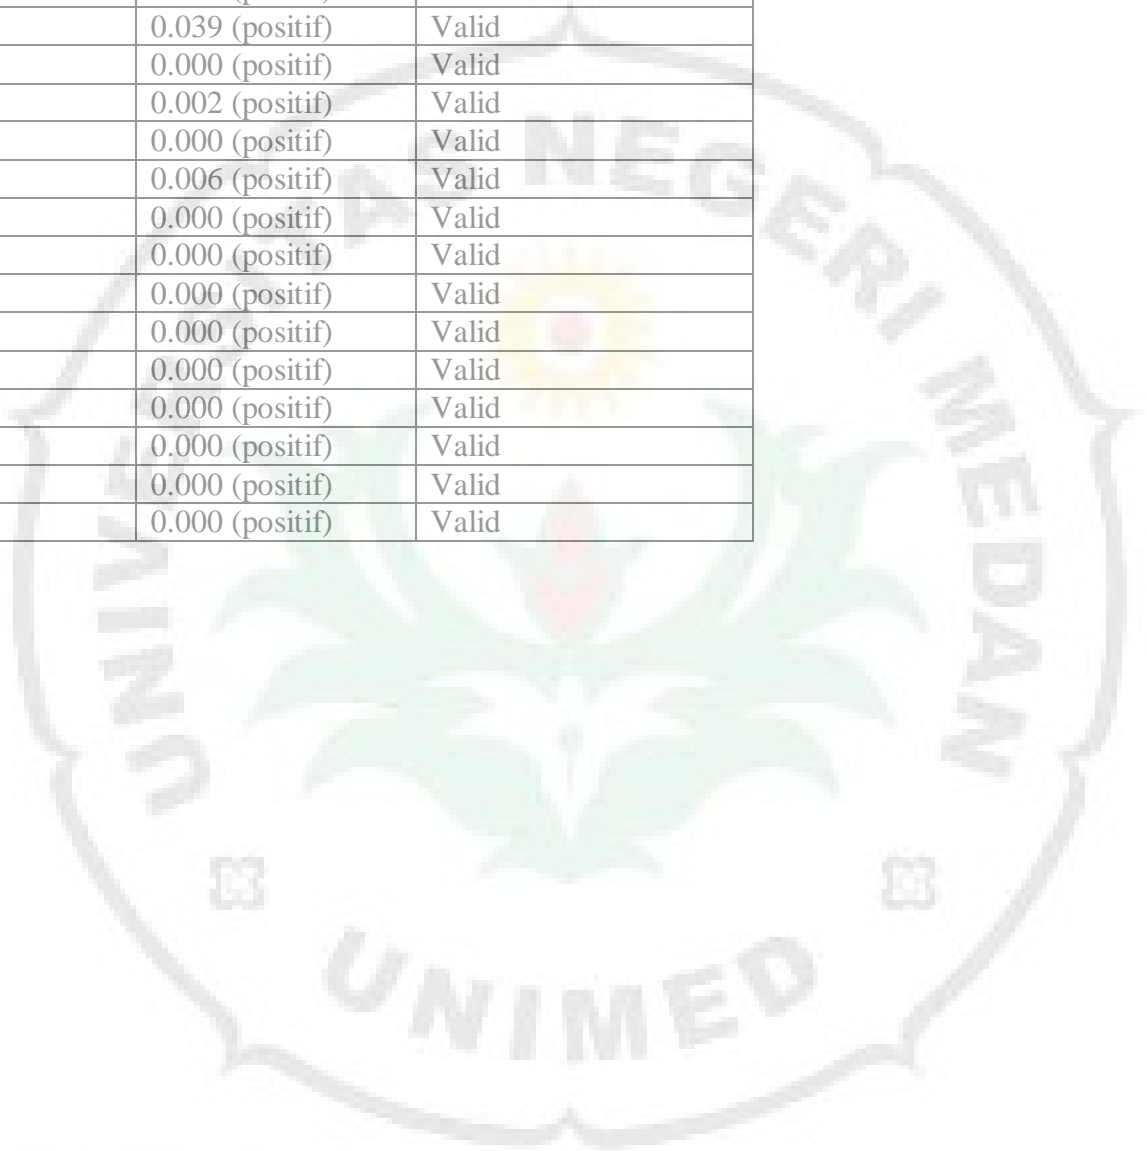 0.039 (positif) Valid
0.000 (positif) Valid
0.002 (positif) Valid
0.000 (positif) Valid
0.006 (positif) Valid
0.000 (positif) Valid
0.000 (positif) Valid
0.000 (positif) Valid
0.000 (positif) Valid
0.000 (positif) Valid
0.000 (positif) Valid
0.000 (positif) Valid
0.000 (positif) Valid
0.000 (positif) Valid
UNIVERSITAS NEGERI MEDAN
UNIMED